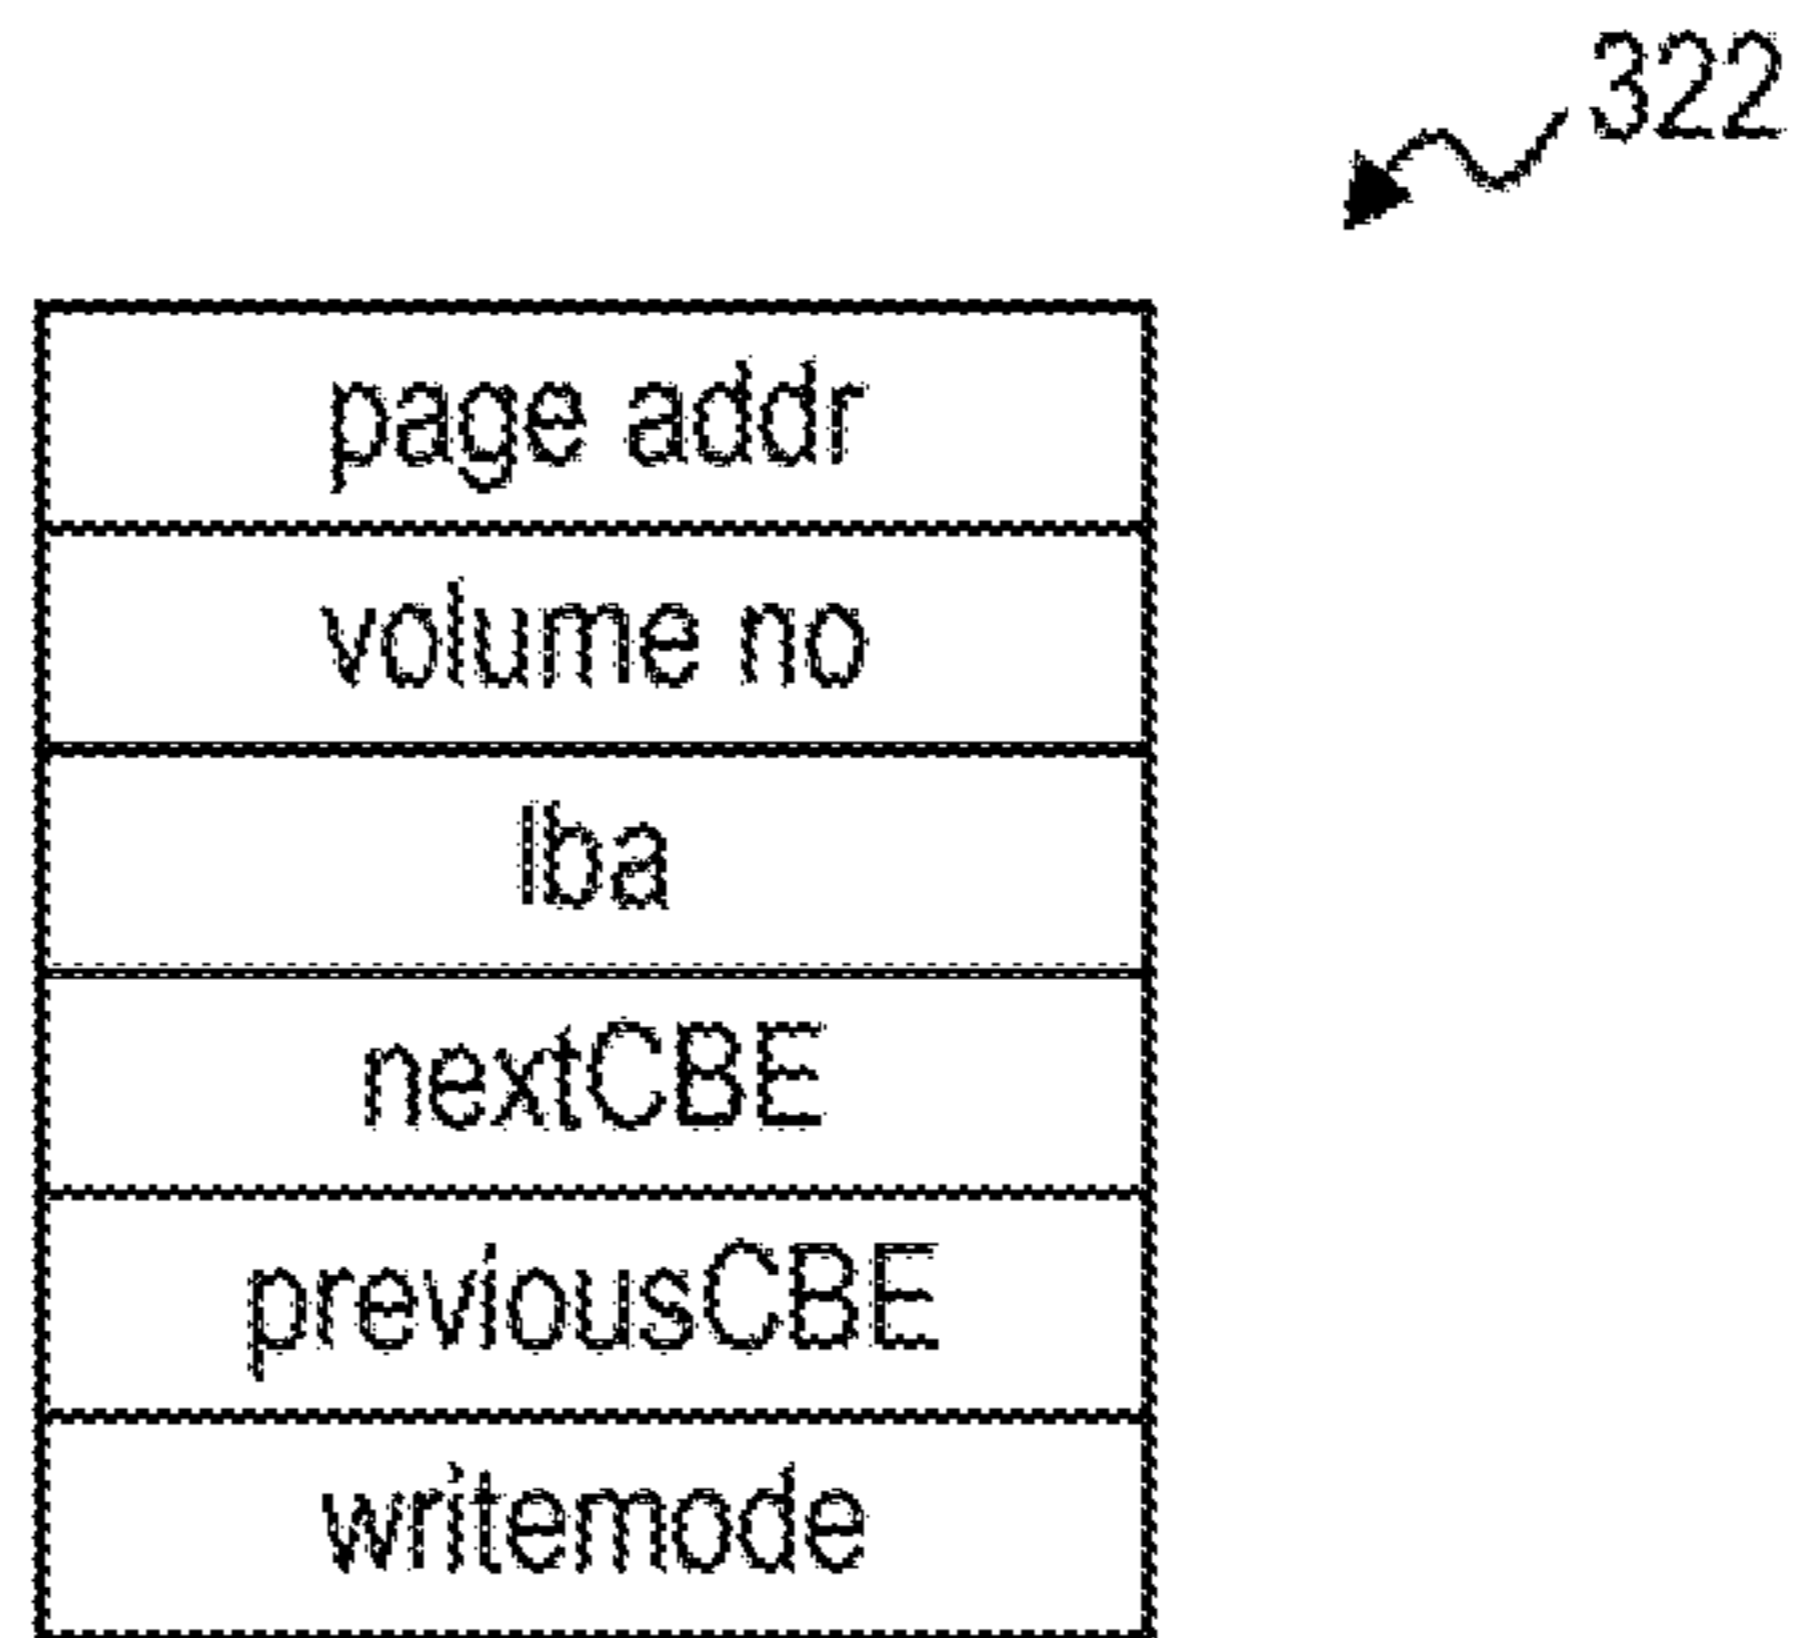 322
page addr
volume no
lba
nextCBE
previousCBE
writemode